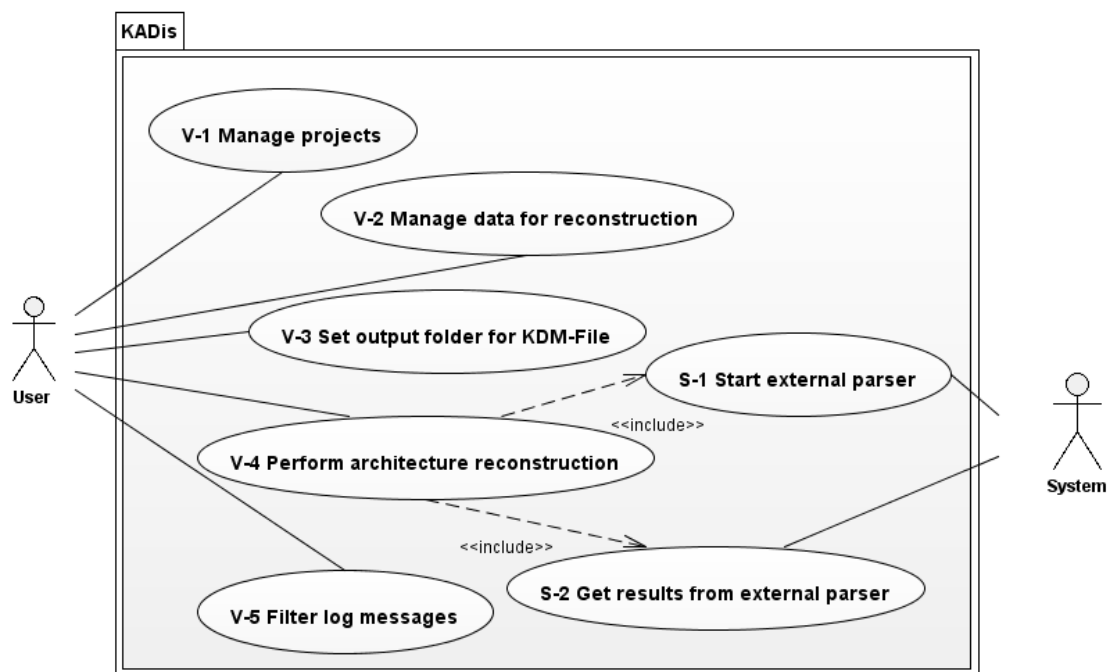 KADis
V-1 Manage projects
V-2 Manage data for reconstruction
V-3 Set output folder for KDM-File
S-1 Start external parser
User
<<include>>
V-4 Perform architecture reconstruction
System
<<include>>
S-2 Get results from external parser
V-5 Filter log messages